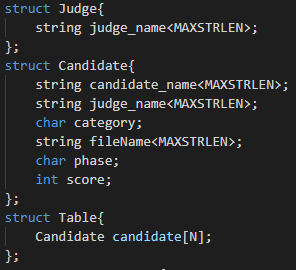 struct Judge{
    string judge_name<MAXSTRLEN>;
};
struct Candidate{
    string candidate_name<MAXSTRLEN>;
    string judge_name<MAXSTRLEN>;
    char category;
    string fileName<MAXSTRLEN>;
    char phase;
    int score;
};
struct Table{
    Candidate candidate[N];
};